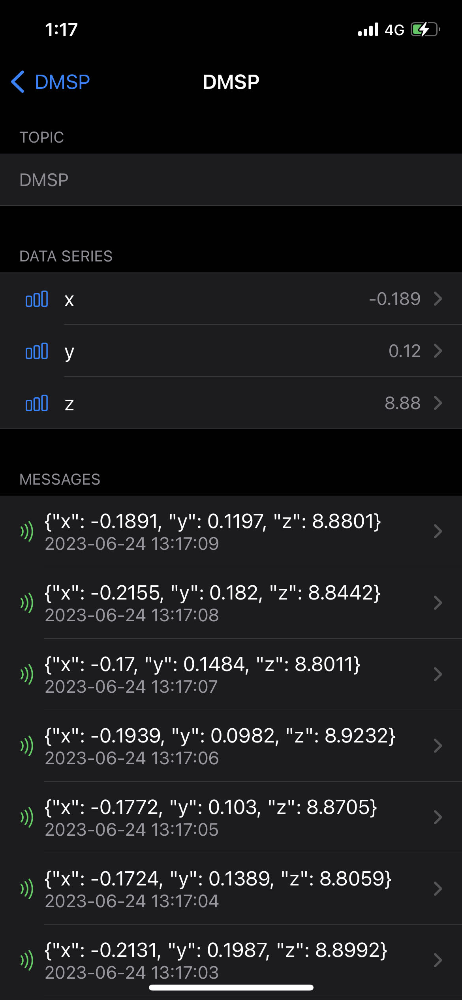 1:17 4G
DMSP DMSP
TOPIC
DMSP
DATA SERIES
x -0.189
y 0.12
z 8.88
MESSAGES
{"x": -0.1891, "y": 0.1197, "z": 8.8801}
2023-06-24 13:17:09
{"x": -0.2155, "y": 0.182, "z": 8.8442}
2023-06-24 13:17:08
{"x": -0.17, "y": 0.1484, "z": 8.8011}
2023-06-24 13:17:07
{"x": -0.1939, "y": 0.0982, "z": 8.9232}
2023-06-24 13:17:06
{"x": -0.1772, "y": 0.103, "z": 8.8705}
2023-06-24 13:17:05
{"x": -0.1724, "y": 0.1389, "z": 8.8059}
2023-06-24 13:17:04
{"x": -0.2131, "y": 0.1987, "z": 8.8992}
2023-06-24 13:17:03